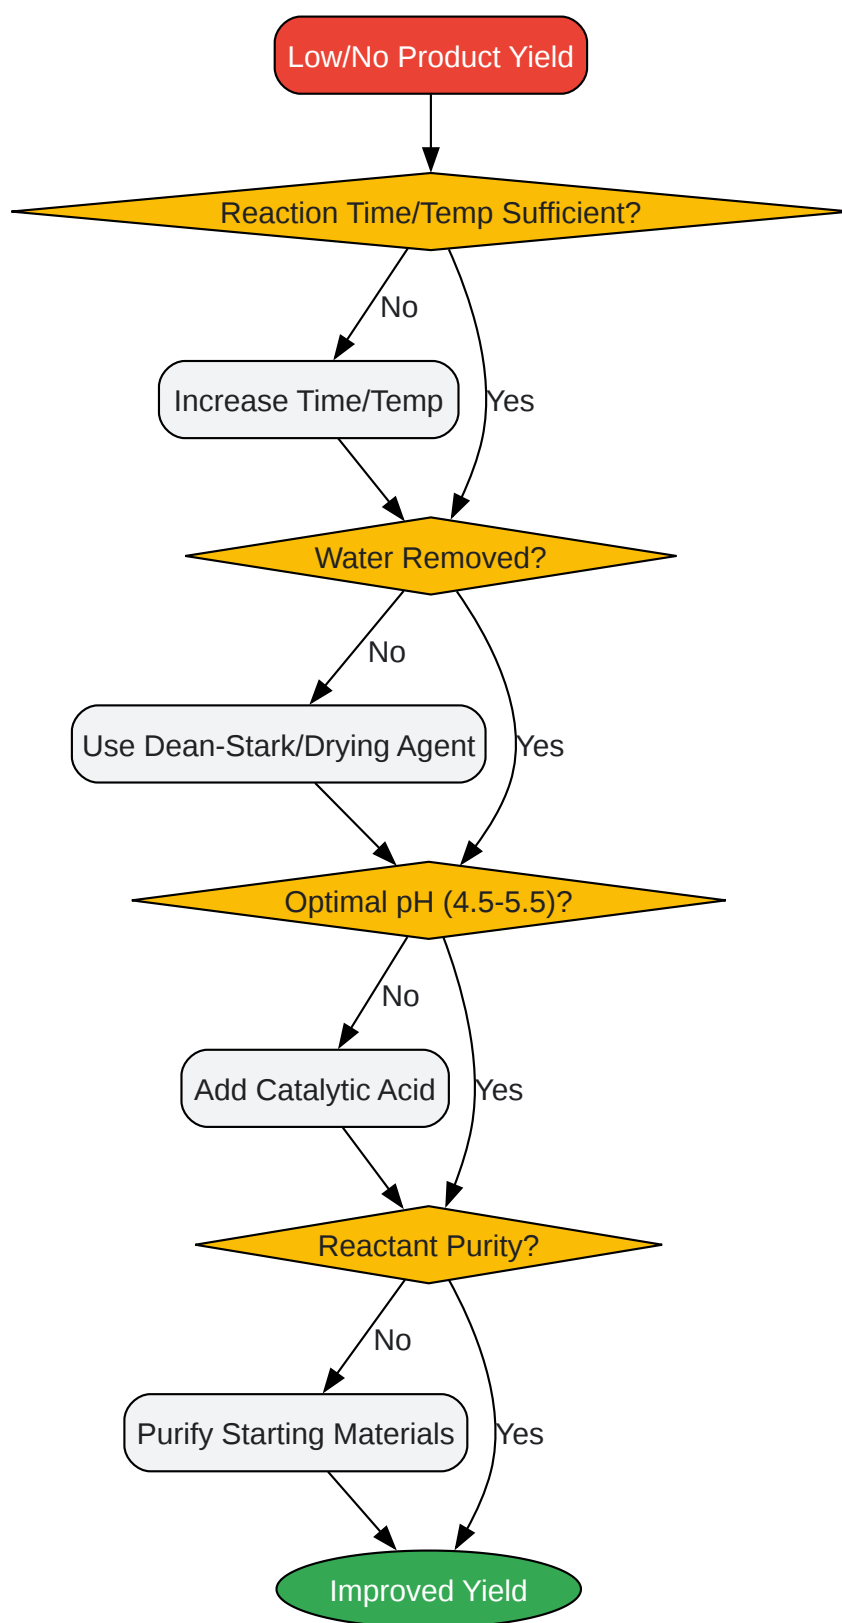 Low/No Product Yield
Reaction Time/Temp Sufficient?
No
Increase Time/Temp
Yes
Water Removed?
No
Use Dean-Stark/Drying Agent
Yes
Optimal pH (4.5-5.5)?
No
Add Catalytic Acid
Yes
Reactant Purity?
No
Purify Starting Materials
Yes
Improved Yield